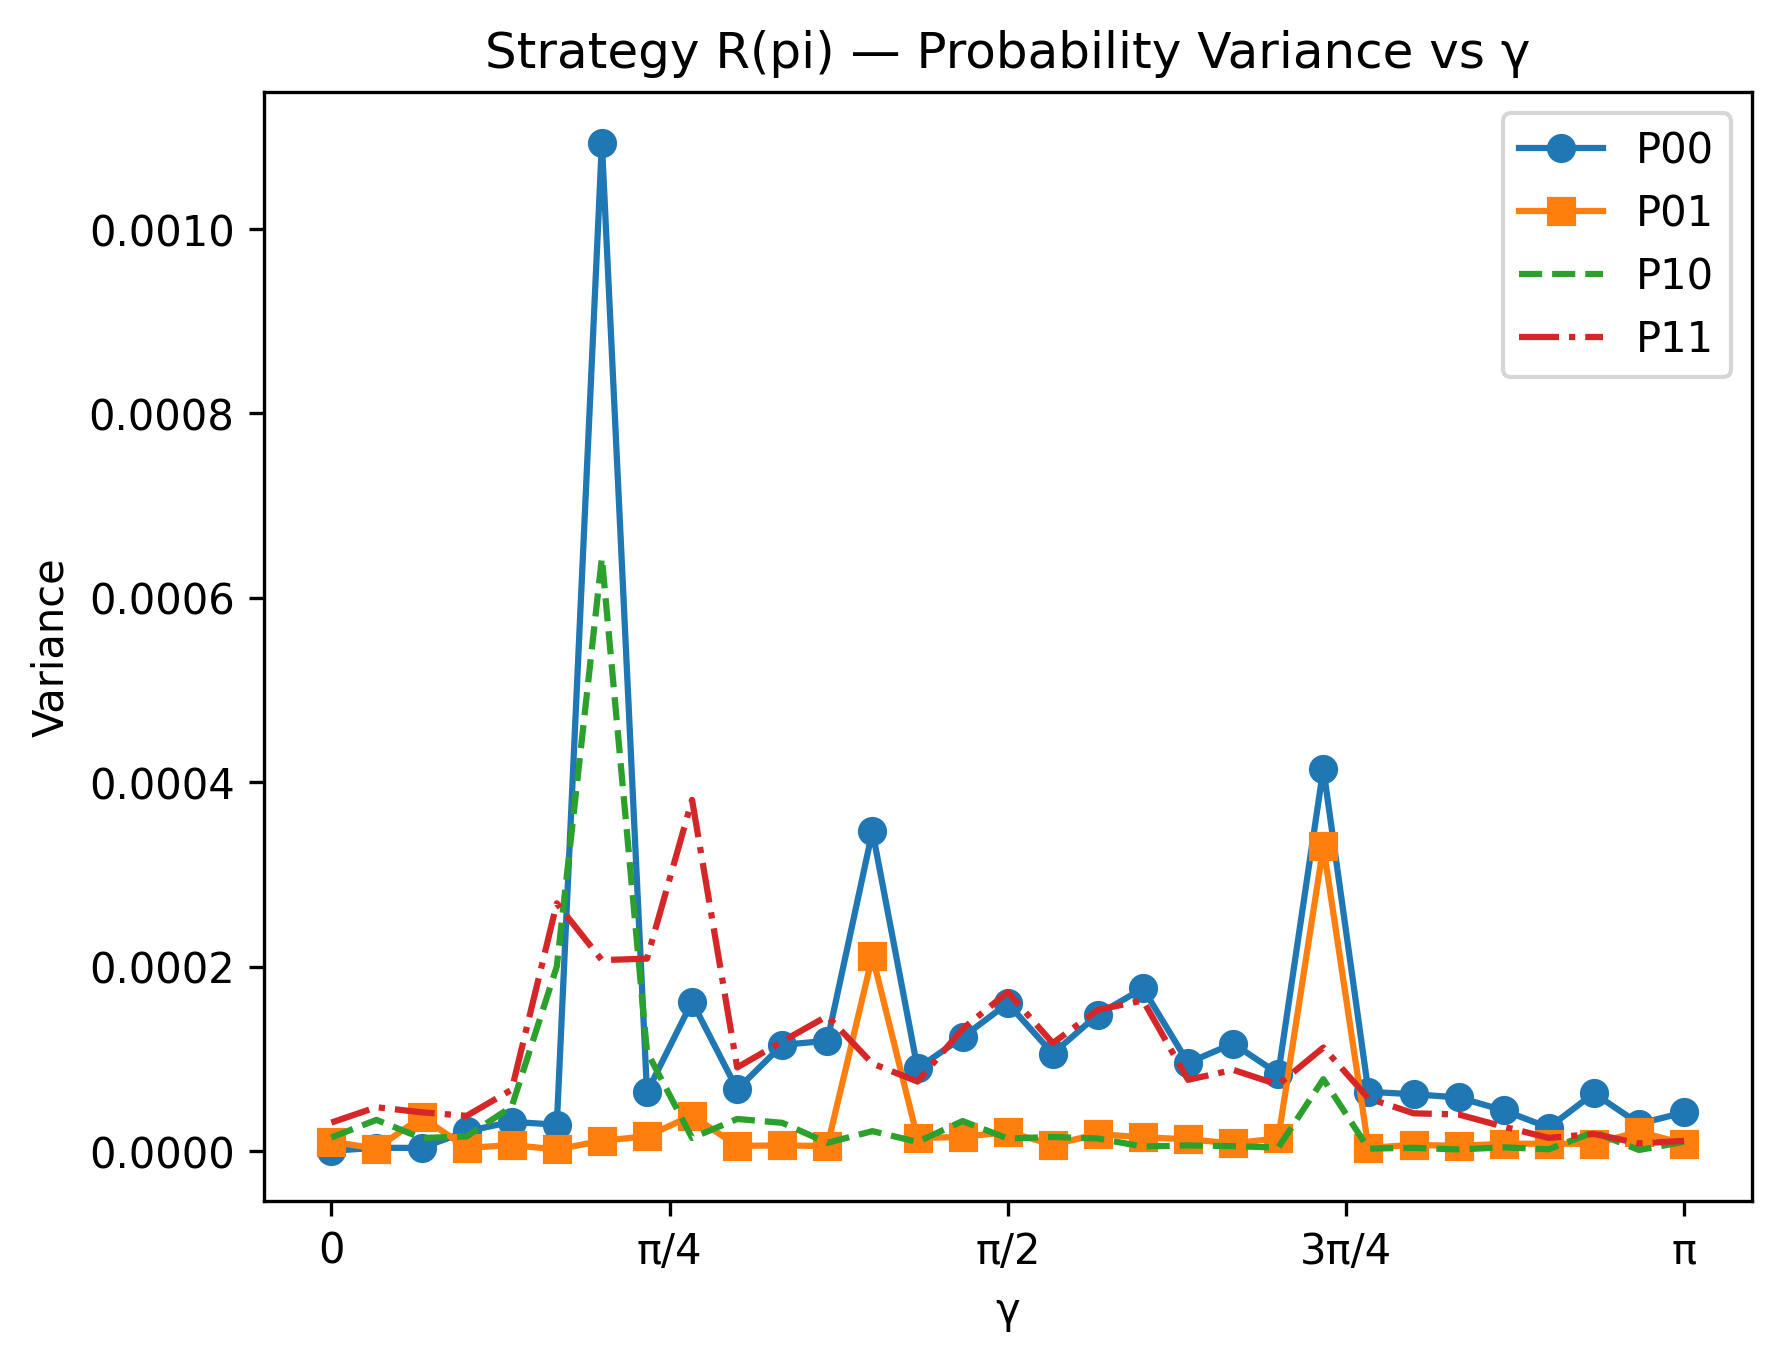 Strategy R(pi) — Probability Variance vs γ
P00
P01
P10
P11
Variance
0.0010
0.0008
0.0006
0.0004
0.0002
0.0000
0
π/4
π/2
3π/4
π
γ